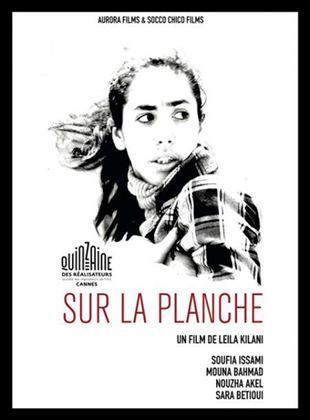 AURORA FILMS & SOCCO CHICO FILMS
QUINZAINE
DES RÉALISATEURS
CANNES
SUR LA PLANCHE
UN FILM DE LEILA KILANI
SOUFIA ISSAMI
MOUNA BAHMAD
NOUZHA AKEL
SARA BETIOUI